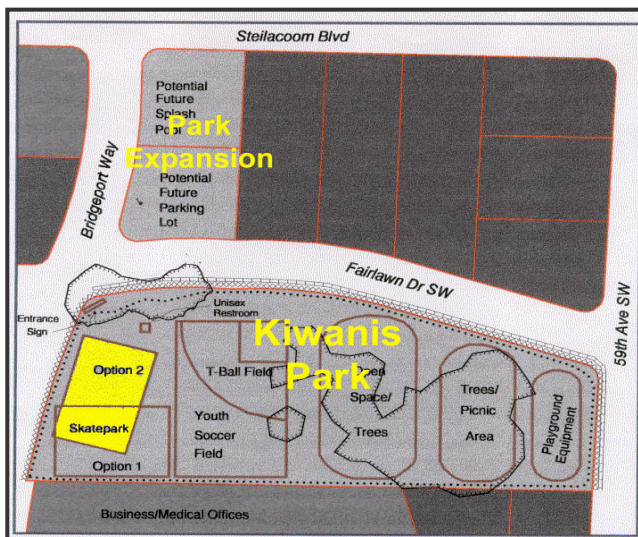 Steilacoom Blvd
Potential
Future
Splash
Pool
Park
Expansion
Potential
Future
Parking
Lot
Bridgeport Way
Fairlawn Dr SW
59th Ave SW
Entrance
Sign
Unisex
Restroom
Kiwanis
Park
Option 2
Skatepark
Option 1
T-Ball Field
Youth
Soccer
Field
Open
Space/
Trees
Trees/
Picnic
Area
Playground
Equipment
Business/Medical Offices